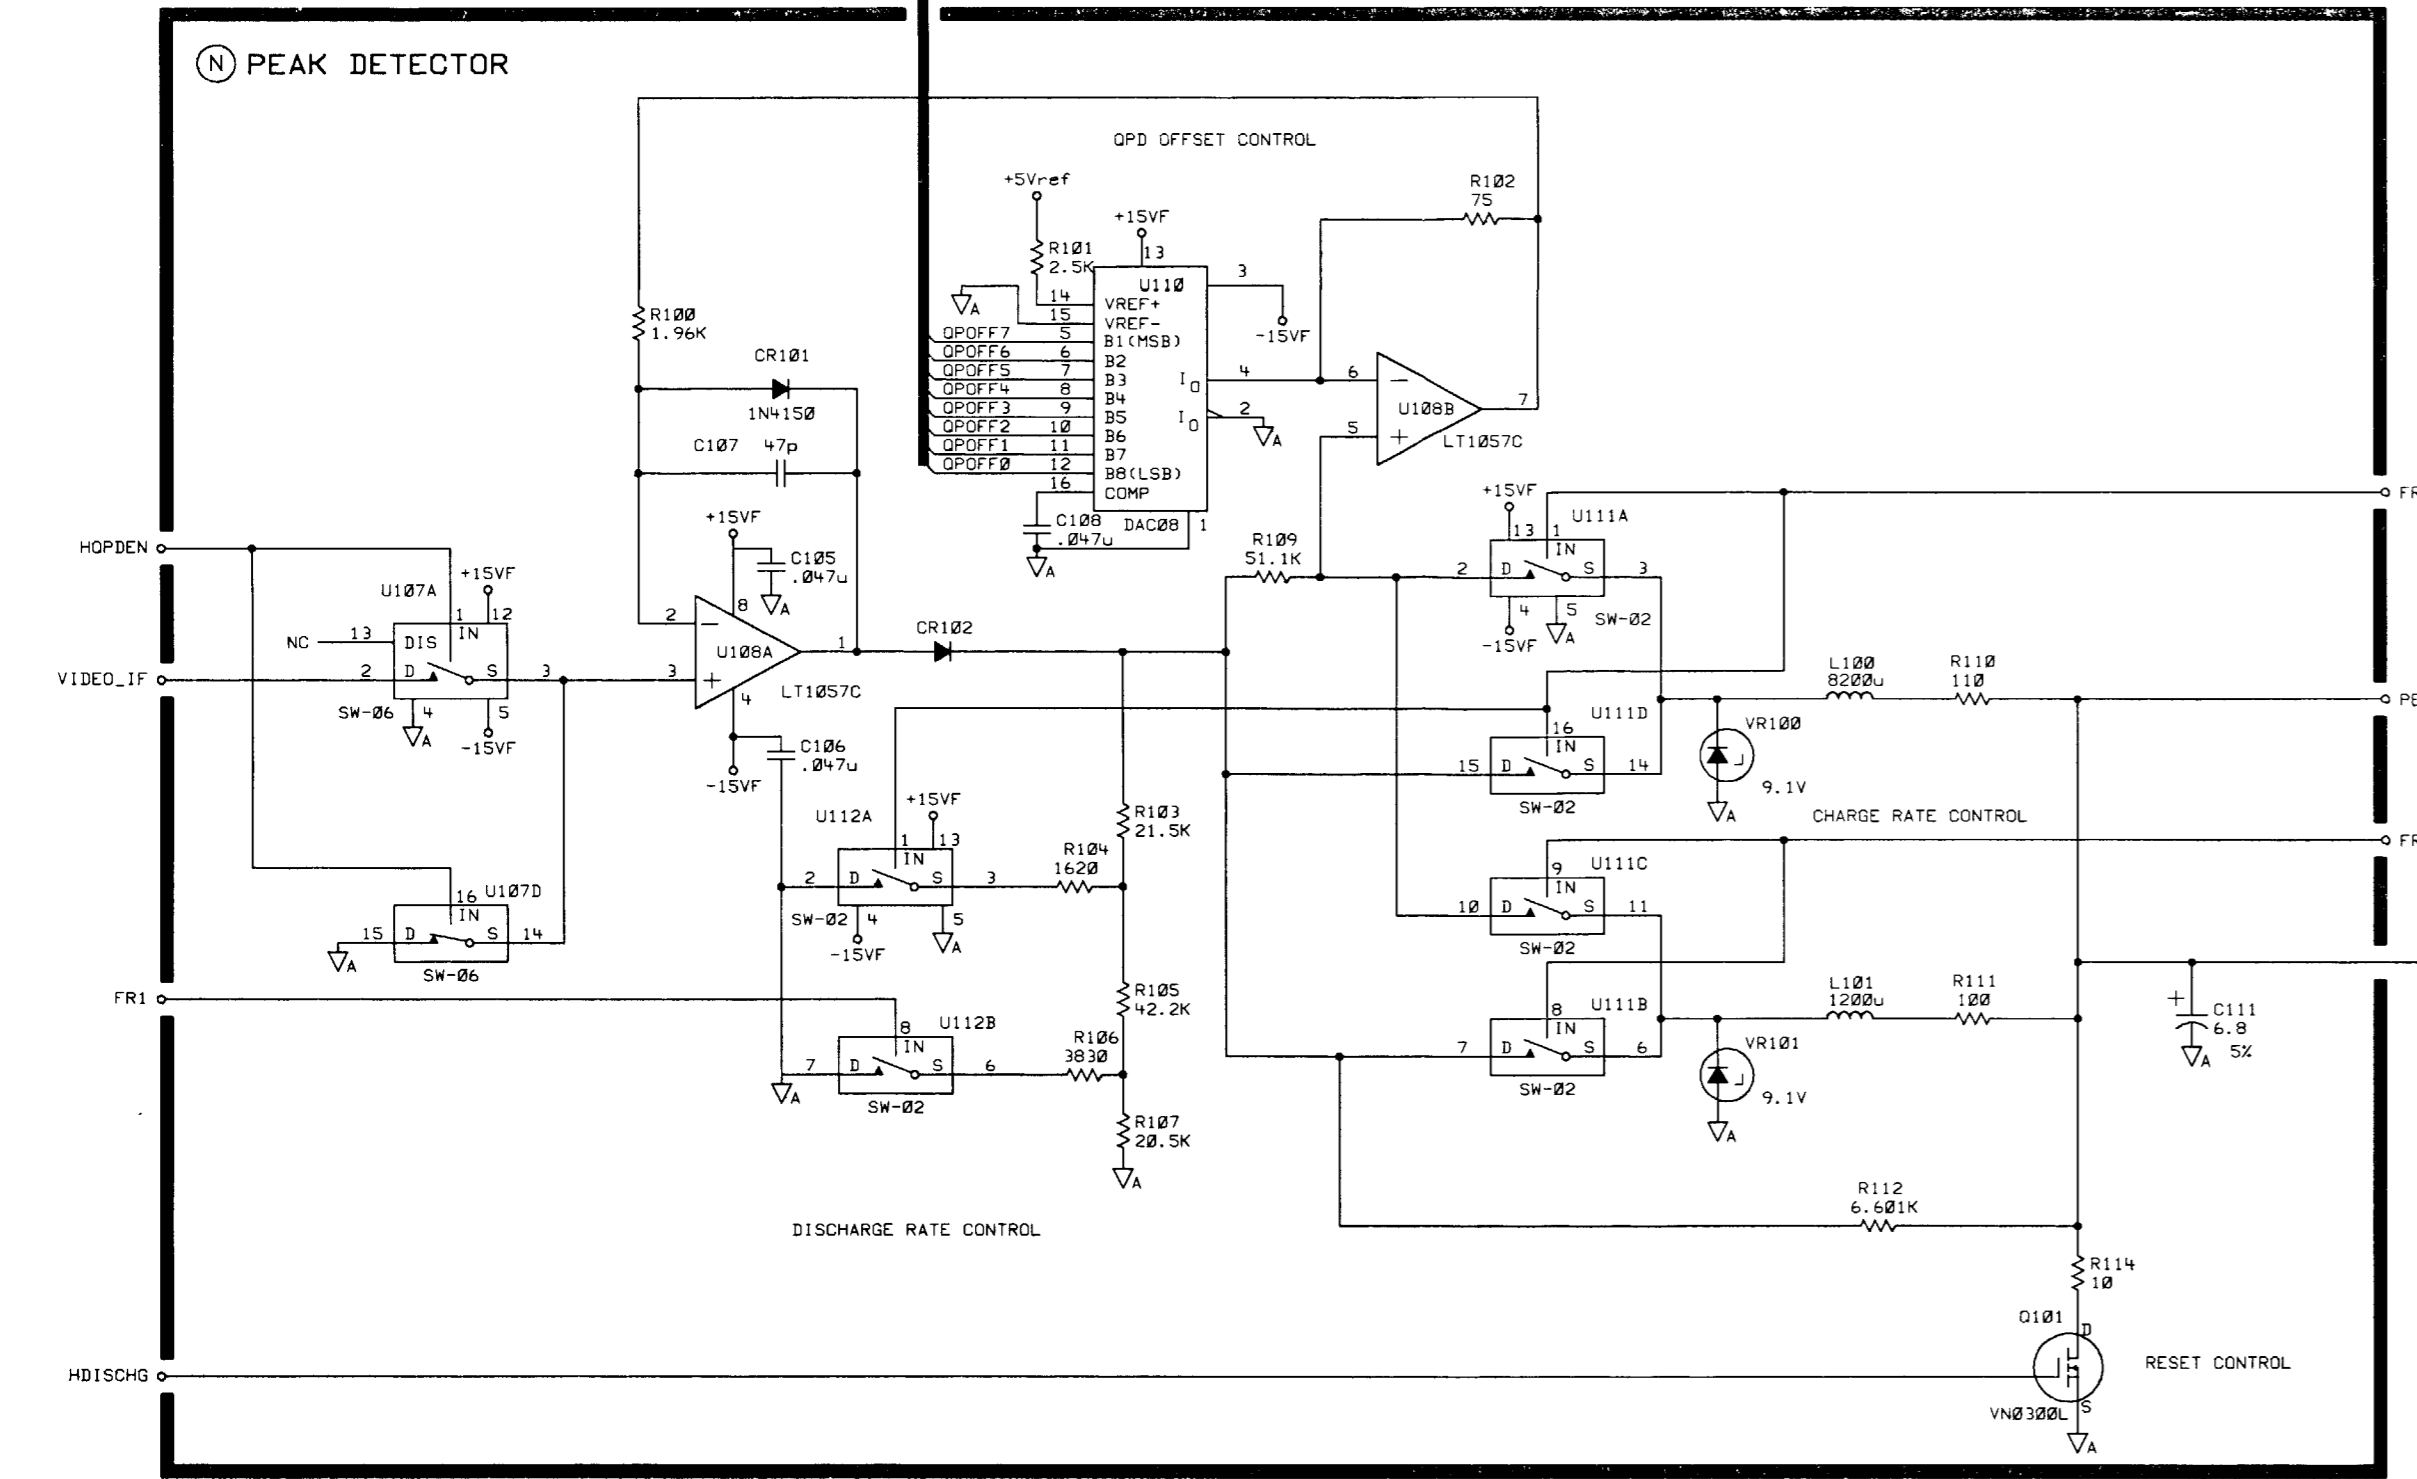 N PEAK DETECTOR
QPD OFFSET CONTROL
+5Vref
R101
2.5K
+15VF
13
R102
75
U110
3
-15VF
14
VREF+
15
VREF-
A
QPOFF7 5 B1(MSB)
QPOFF6 6 B2
QPOFF5 7 B3
QPOFF4 8 B4
QPOFF3 9 B5
QPOFF2 10 B6
QPOFF1 11 B7
QPOFF0 12 B8(LSB)
16 COMP
IO 4
IO 2
A
C108
.047u
A
DAC08 1
6
5
U108B
7
LT1057C
R100
1.96K
CR101
1N4150
C107 47p
+15VF
C105
.047u
A
8
2
3
U108A
1
LT1057C
4
-15VF
C106
.047u
CR102
HQPDEN
U107A
+15VF
1 12
IN
NC 13 DIS
VIDEO_IF
2 D S 3
SW-06 4 5
A
-15VF
16 U107D
IN
15 D S 14
A
SW-06
FR1
U112A
+15VF
1 13
IN
2 D S 3
SW-02 4 5
-15VF
A
8 U112B
IN
7 D S 6
A
SW-02
R103
21.5K
R104
1620
R105
42.2K
R106
3830
R107
20.5K
A
DISCHARGE RATE CONTROL
R109
51.1K
+15VF
13 1 U111A
IN
2 D S 3
4 5 SW-02
-15VF
A
16 U111D
IN
15 D S 14
SW-02
9 U111C
IN
10 D S 11
SW-02
8 U111B
IN
7 D S 6
SW-02
L100
8200u
R110
110
VR100
9.1V
A
CHARGE RATE CONTROL
L101
1200u
R111
100
VR101
9.1V
A
C111
+ 6.8
5%
A
R112
6.601K
R114
10
Q101
D
S
VN0300L
A
RESET CONTROL
HDISCHG